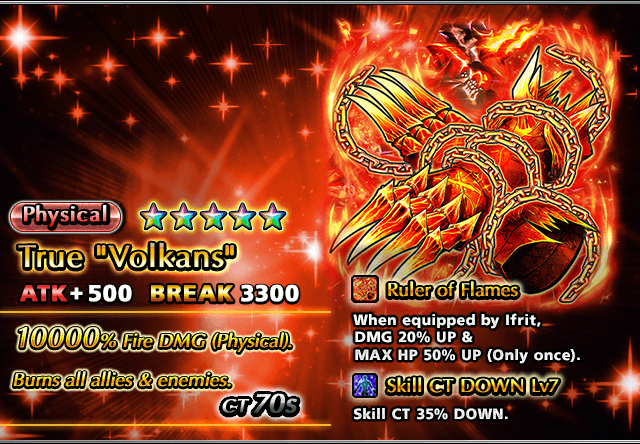 Physical
True "Volkans"
ATK+500 BREAK 3300
10000% Fire DMG (Physical).
Burns all allies & enemies.
CT 70s
Ruler of Flames
When equipped by Ifrit,
DMG 20% UP &
MAX HP 50% UP (Only once).
Skill CT DOWN Lv7
Skill CT 35% DOWN.